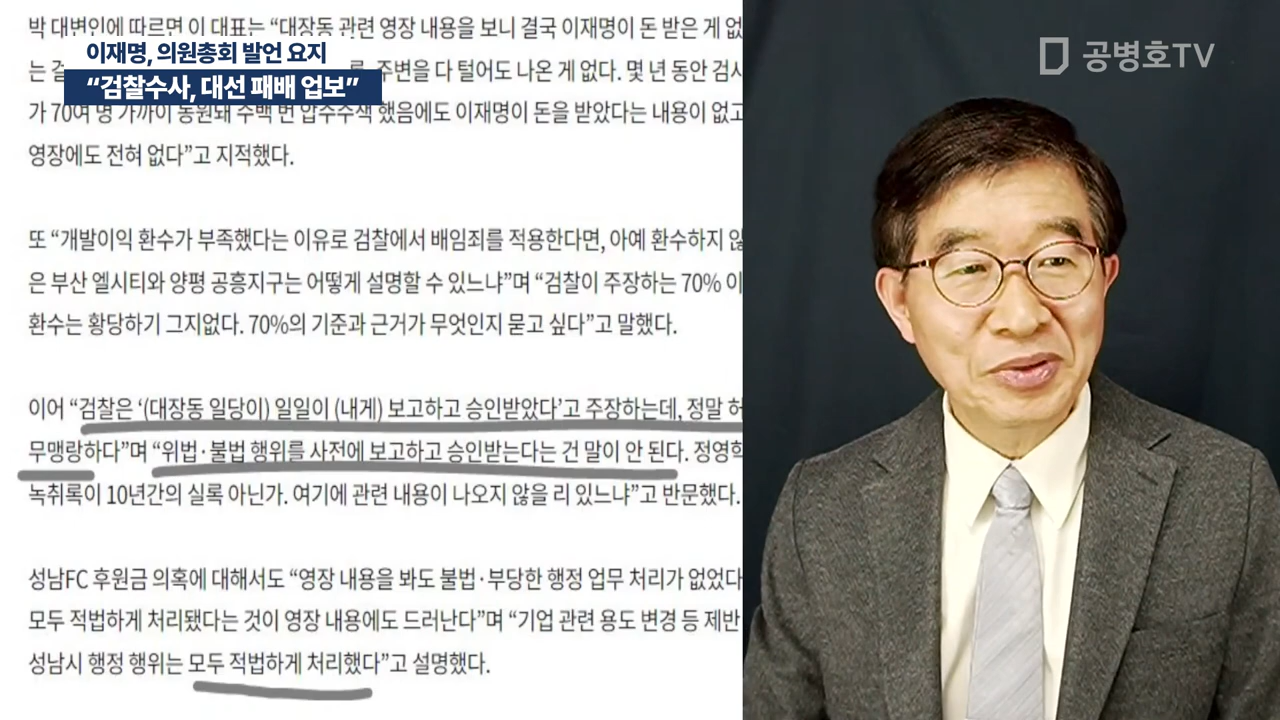 박 대변인에 따르면 이 대표는 “대장동 관련 영장 내용을 보니 결국 이재명이 돈 받은 게 없
이재명, 의원총회 발언 요지
“검찰수사, 대선 패배 업보”
공병호TV
는 걸 주변을 다 털어도 나온 게 없다. 몇 년 동안 검사
가 70여 명 가까이 동원돼 수백 번 압수수색 했음에도 이재명이 돈을 받았다는 내용이 없고
영장에도 전혀 없다”고 지적했다.
또 “개발이익 환수가 부족했다는 이유로 검찰에서 배임죄를 적용한다면, 아예 환수하지 않
은 부산 엘시티와 양평 공흥지구는 어떻게 설명할 수 있느냐”며 “검찰이 주장하는 70% 이
환수는 황당하기 그지없다. 70%의 기준과 근거가 무엇인지 묻고 싶다”고 말했다.
이어 “검찰은 ‘(대장동 일당이) 일일이 (내게) 보고하고 승인받았다’고 주장하는데, 정말 허
무맹랑하다”며 “위법·불법 행위를 사전에 보고하고 승인받는다는 건 말이 안 된다. 정영학
녹취록이 10년간의 실록 아닌가. 여기에 관련 내용이 나오지 않을 리 있느냐”고 반문했다.
성남FC 후원금 의혹에 대해서도 “영장 내용을 봐도 불법·부당한 행정 업무 처리가 없었다
모두 적법하게 처리됐다는 것이 영장 내용에도 드러난다”며 “기업 관련 용도 변경 등 제반
성남시 행정 행위는 모두 적법하게 처리했다”고 설명했다.